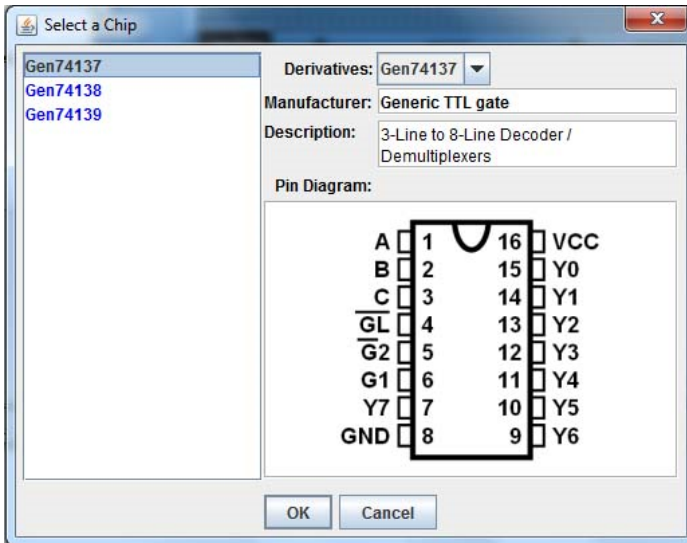 Select a Chip
Gen74137
Gen74138
Gen74139
Derivatives: Gen74137
Manufacturer: Generic TTL gate
Description: 3-Line to 8-Line Decoder /
Demultiplexers
Pin Diagram:
A 1 16 VCC
B 2 15 Y0
C 3 14 Y1
GL 4 13 Y2
G2 5 12 Y3
G1 6 11 Y4
Y7 7 10 Y5
GND 8 9 Y6
OK Cancel